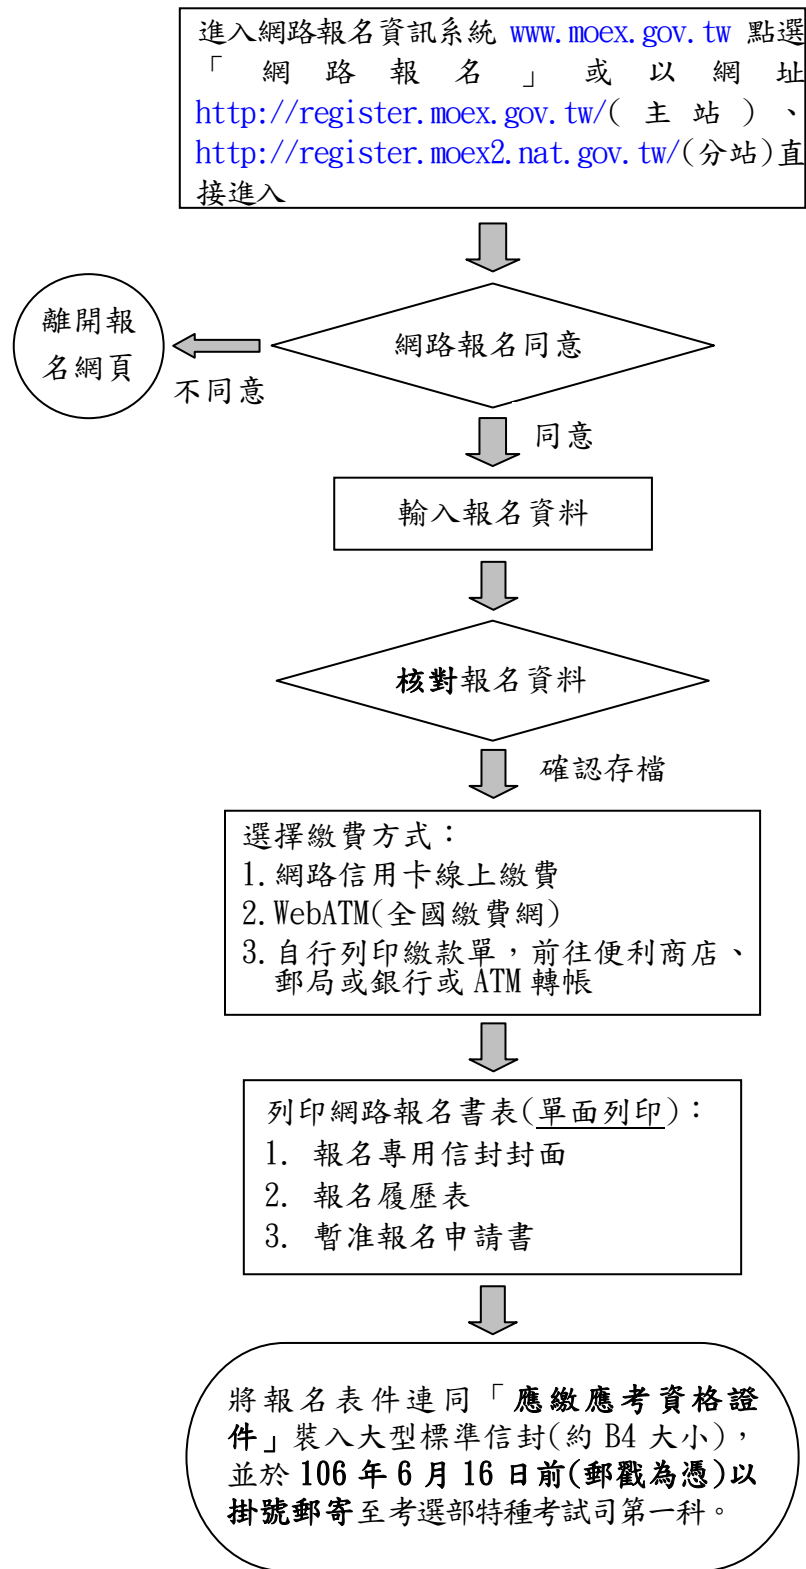 進入網路報名資訊系統 www.moex.gov.tw 點選
「網路報名」或以網址
http://register.moex.gov.tw/(主站)、
http://register.moex2.nat.gov.tw/(分站)直
接進入
離開報
名網頁
網路報名同意
不同意
同意
輸入報名資料
核對報名資料
確認存檔
選擇繳費方式：
1.網路信用卡線上繳費
2.WebATM(全國繳費網)
3.自行列印繳款單，前往便利商店、
郵局或銀行或 ATM 轉帳
列印網路報名書表(單面列印)：
1. 報名專用信封封面
2. 報名履歷表
3. 暫准報名申請書
將報名表件連同「應繳應考資格證
件」裝入大型標準信封(約 B4 大小)，
並於 106 年 6 月 16 日前(郵戳為憑)以
掛號郵寄至考選部特種考試司第一科。